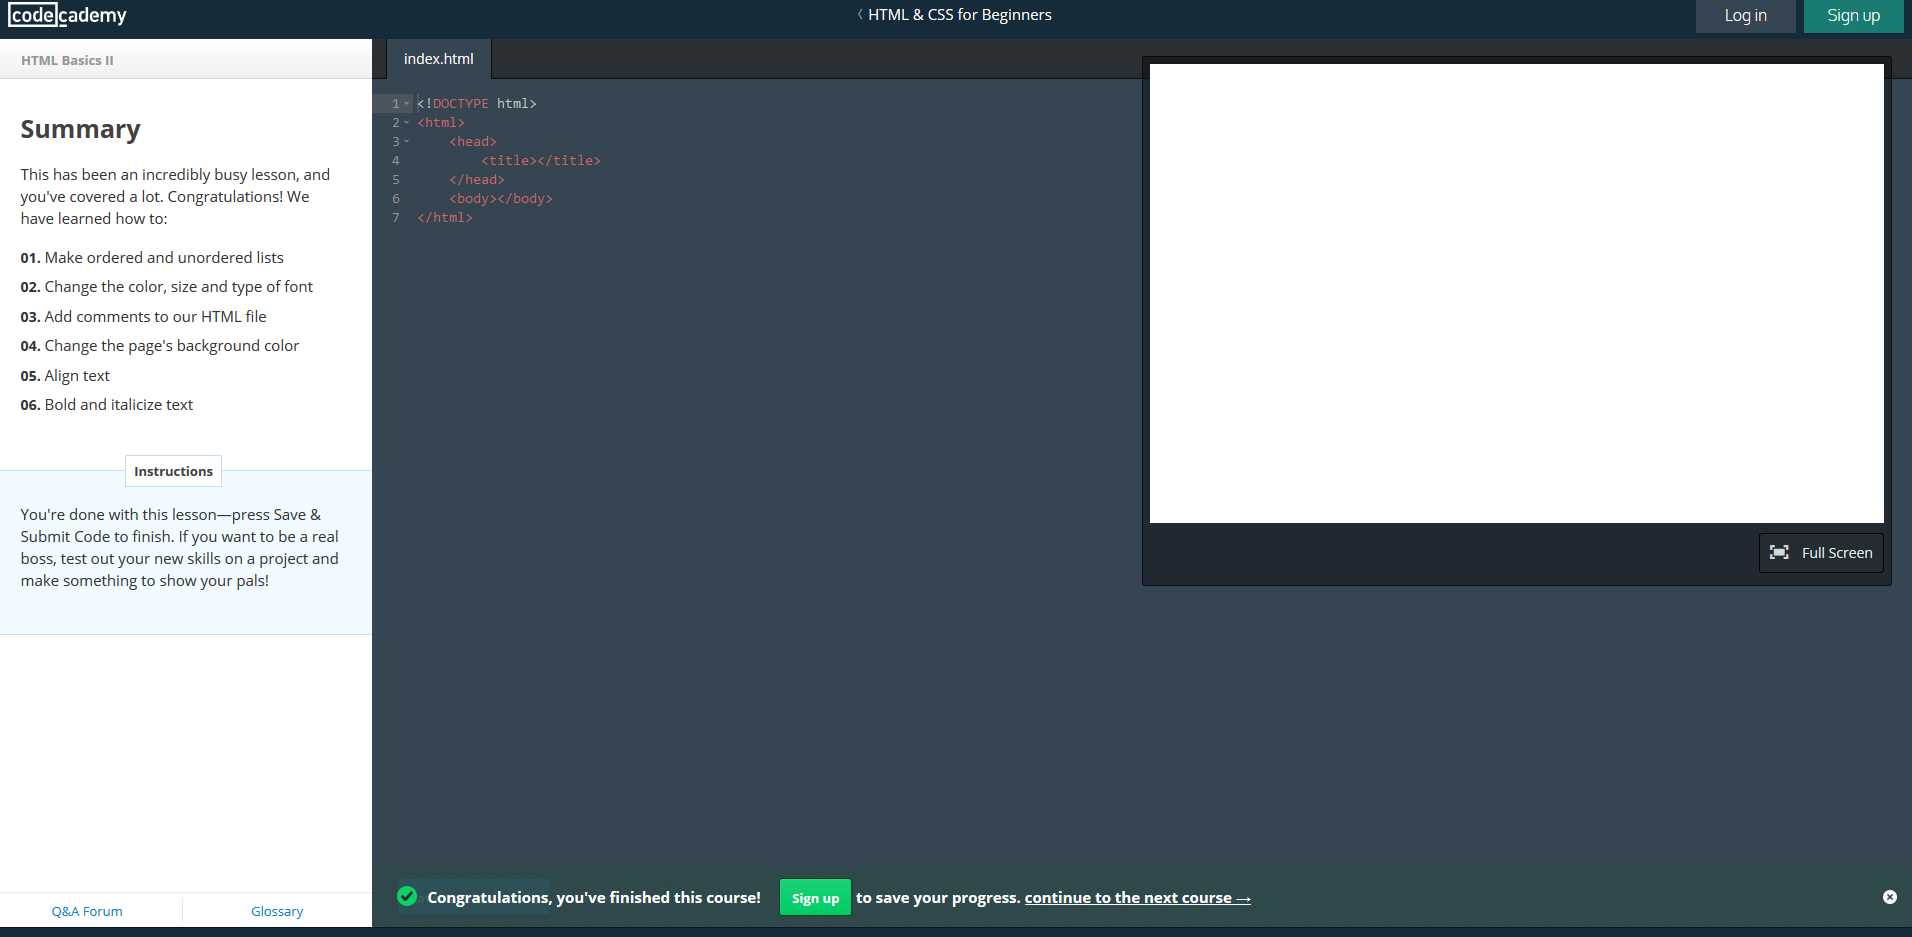 codecademy
〈 HTML & CSS for Beginners
Log in
Sign up
HTML Basics II
Summary
This has been an incredibly busy lesson, and
you've covered a lot. Congratulations! We
have learned how to:
01. Make ordered and unordered lists
02. Change the color, size and type of font
03. Add comments to our HTML file
04. Change the page's background color
05. Align text
06. Bold and italicize text
Instructions
You're done with this lesson—press Save &
Submit Code to finish. If you want to be a real
boss, test out your new skills on a project and
make something to show your pals!
Q&A Forum
Glossary
index.html
1 <!DOCTYPE html>
2 <html>
3 <head>
4 <title></title>
5 </head>
6 <body></body>
7 </html>
Full Screen
Congratulations, you've finished this course! Sign up to save your progress. continue to the next course →